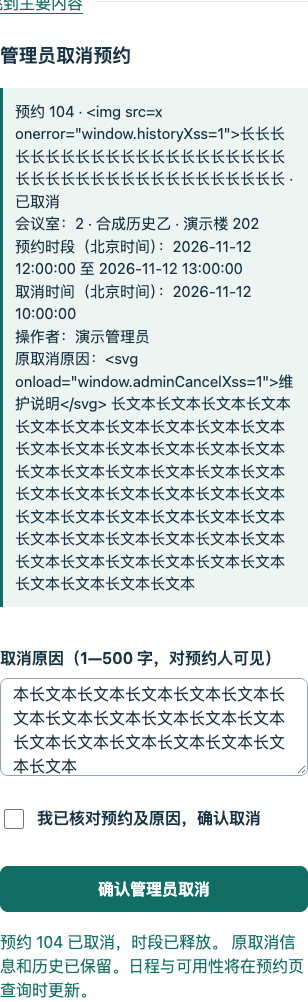 到主要内容
管理员取消预约
预约 104 · <img src=x
onerror="window.historyXss=1">长长长
长长长长长长长长长长长长长长长长长长
长长长长长长长长长长长长长长长长长长 ·
已取消
会议室：2 · 合成历史乙 · 演示楼 202
预约时段（北京时间）：2026-11-12
12:00:00 至 2026-11-12 13:00:00
取消时间（北京时间）：2026-11-12
10:00:00
操作者：演示管理员
原取消原因：<svg
onload="window.adminCancelXss=1">维
护说明</svg> 长文本长文本长文本长文本
长文本长文本长文本长文本长文本长文本
长文本长文本长文本长文本长文本长文本
长文本长文本长文本长文本长文本长文本
长文本长文本长文本长文本长文本长文本
长文本长文本长文本长文本长文本长文本
长文本长文本长文本长文本长文本长文本
长文本长文本长文本长文本长文本长文本
长文本长文本长文本长文本
取消原因（1—500 字，对预约人可见）
本长文本长文本长文本长文本长文本长
文本长文本长文本长文本长文本长文本
长文本长文本长文本长文本长文本长文
本长文本
我已核对预约及原因，确认取消
确认管理员取消
预约 104 已取消，时段已释放。 原取消信
息和历史已保留。日程与可用性将在预约页
查询时更新。